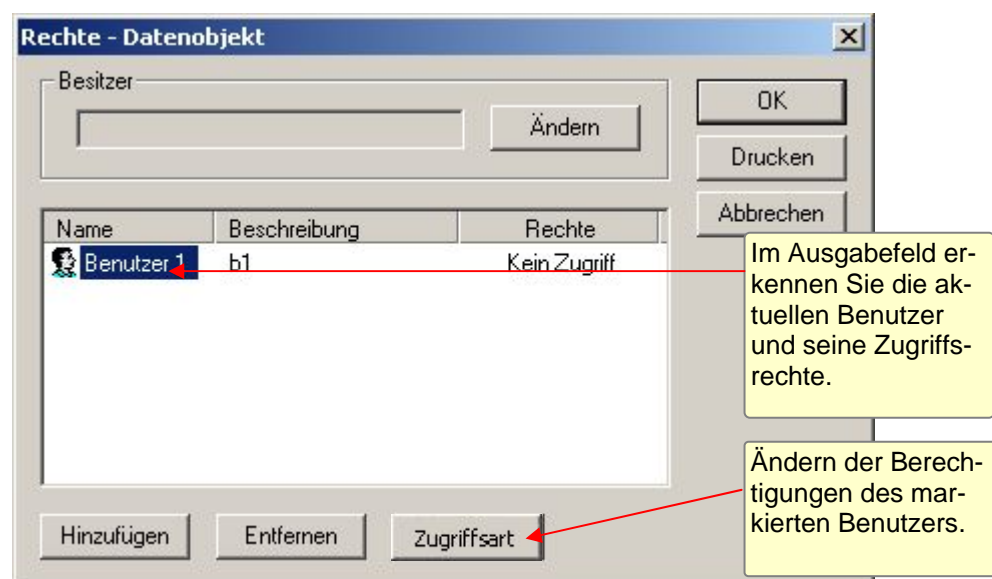 Rechte - Datenobjekt
Besitzer
Ändern
OK
Drucken
Abbrechen
Name Beschreibung Rechte
Benutzer 1 b1 Kein Zugriff
Im Ausgabefeld er-
kennen Sie die ak-
tuellen Benutzer
und seine Zugriffs-
rechte.
Ändern der Berech-
tigungen des mar-
kierten Benutzers.
Hinzufügen Entfernen Zugriffsart